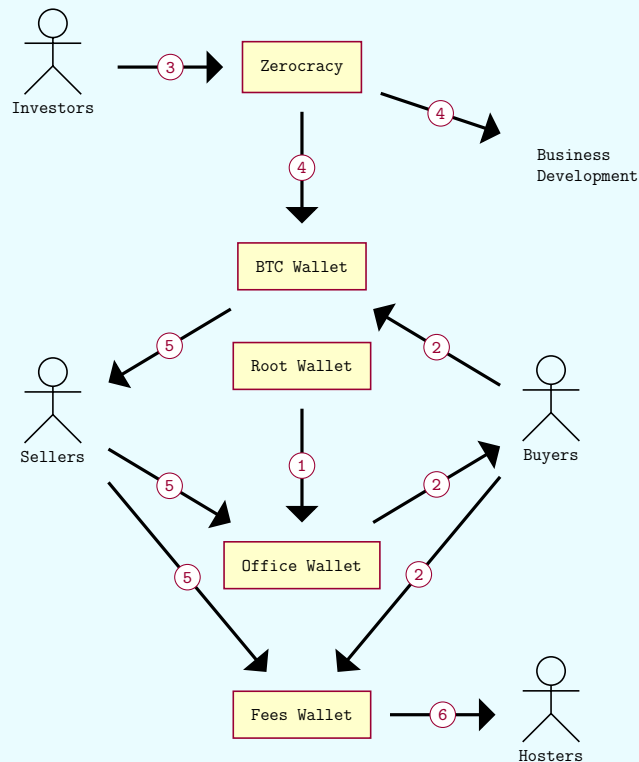 3
Zerocracy
Investors
4
4
Business
Development
BTC Wallet
5
2
Root Wallet
Sellers
Buyers
1
5
2
Office Wallet
5
2
Fees Wallet
6
Hosters